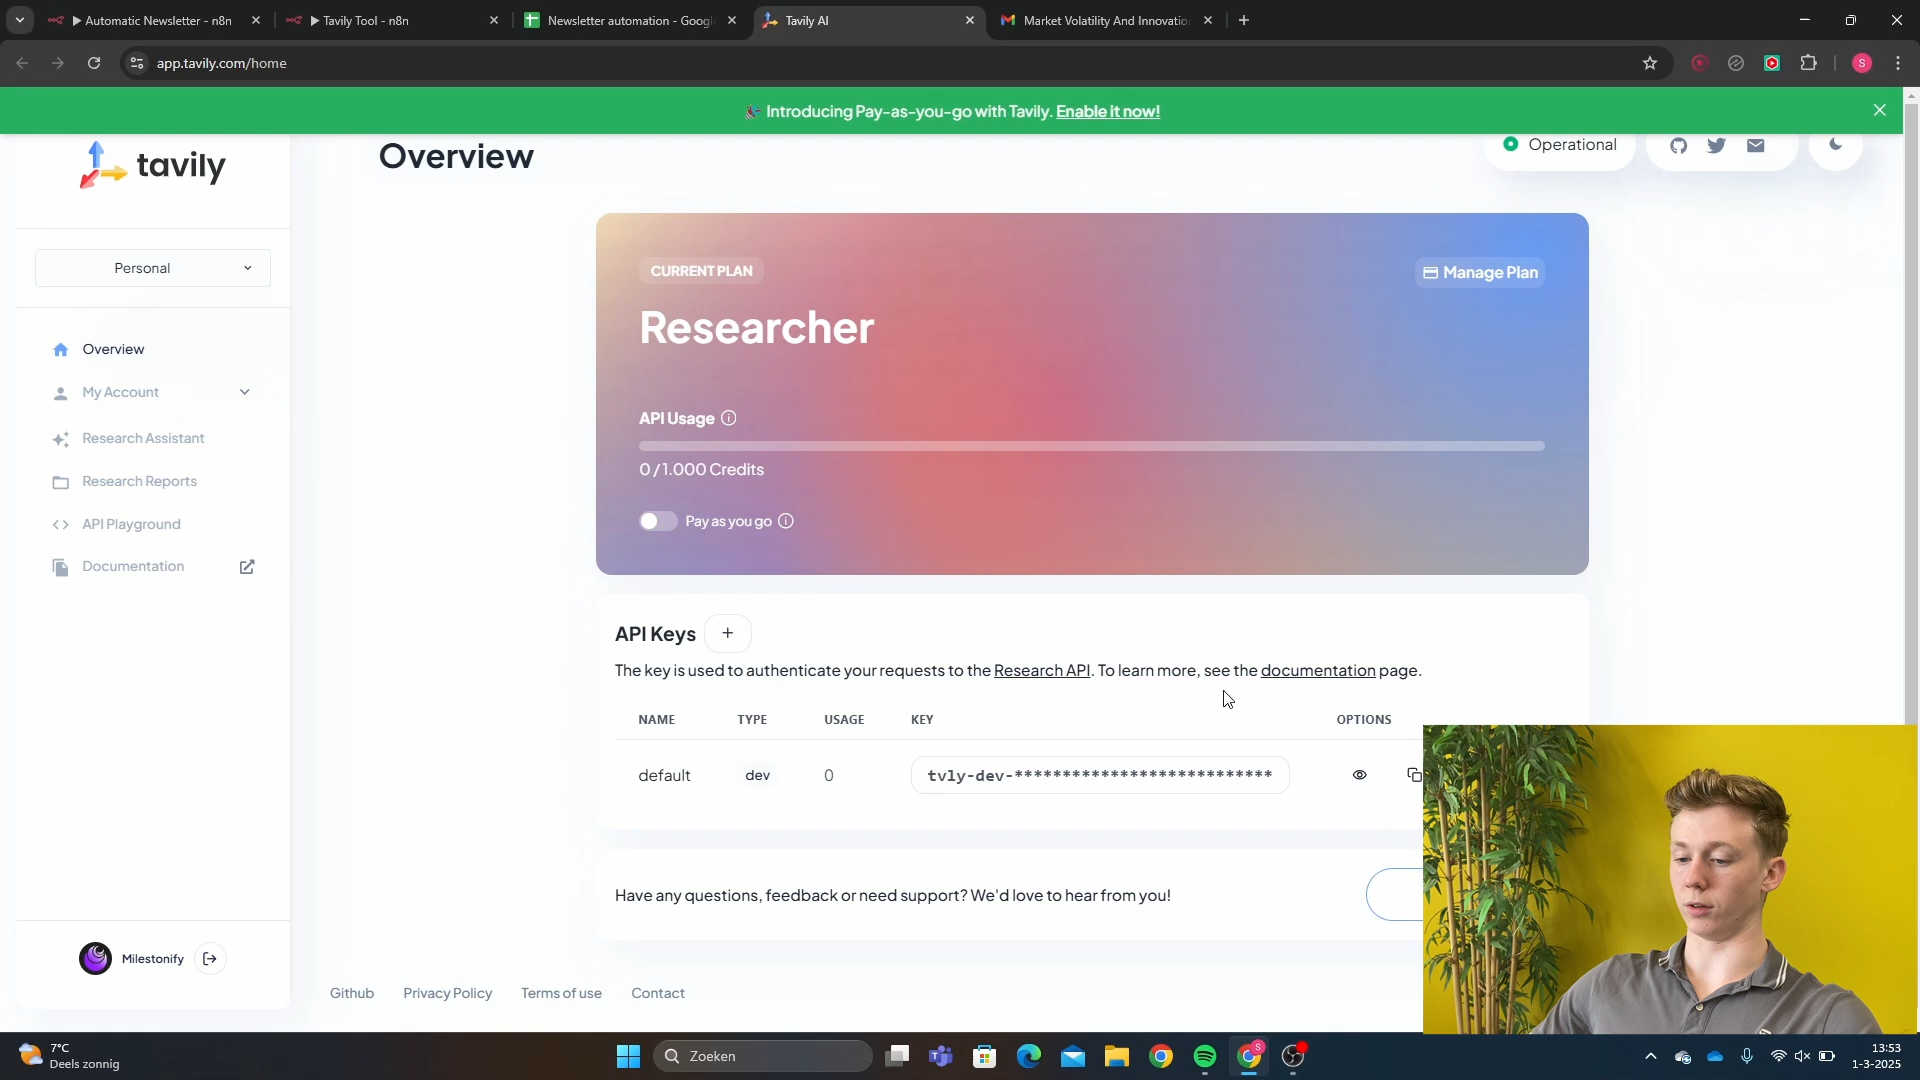 ▶ Automatic Newsletter - n8n
▶ Tavily Tool - n8n
Newsletter automation - Googl
Tavily AI
Market Volatility And Innovatio
app.tavily.com/home
S
🎉 Introducing Pay-as-you-go with Tavily. Enable it now!
tavily
Overview
Operational
Personal
CURRENT PLAN
Manage Plan
Researcher
Overview
My Account
API Usage
Research Assistant
0 / 1.000 Credits
Research Reports
Pay as you go
API Playground
Documentation
API Keys
+
The key is used to authenticate your requests to the Research API. To learn more, see the documentation page.
NAME TYPE USAGE KEY OPTIONS
default dev 0 tvly-dev-***************************
Have any questions, feedback or need support? We'd love to hear from you!
Milestonify
Github Privacy Policy Terms of use Contact
7°C
Deels zonnig
Zoeken
S
13:53
1-3-2025